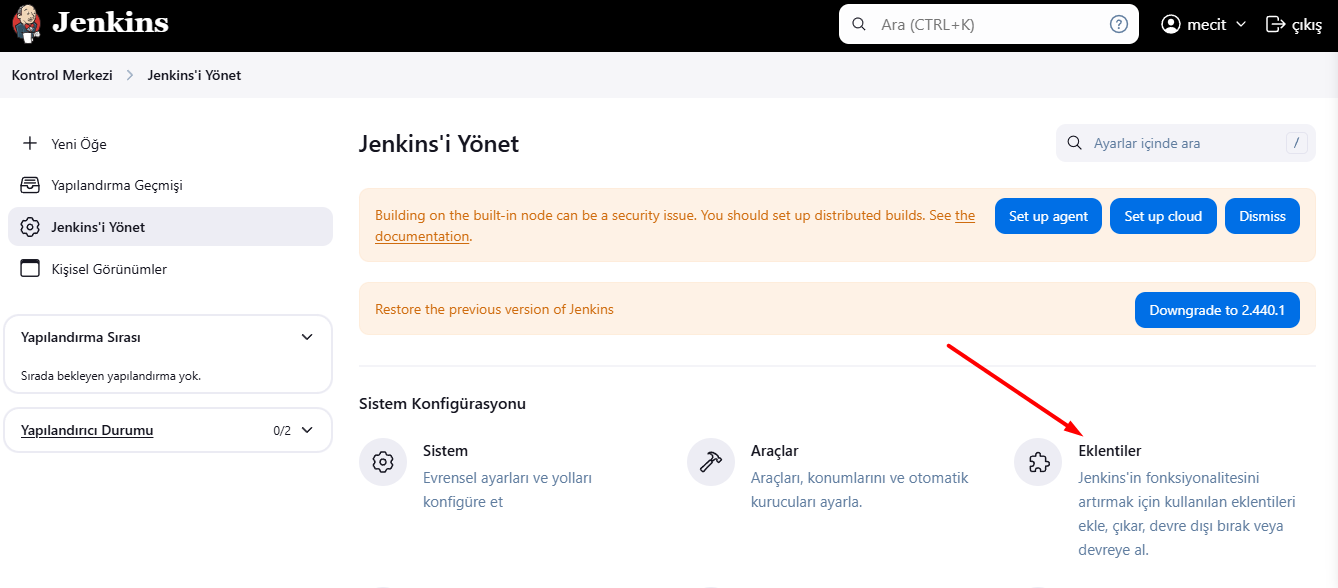 Jenkins
Ara (CTRL+K)
?
mecit
çıkış
Kontrol Merkezi
Jenkins'i Yönet
Yeni Öğe
Yapılandırma Geçmişi
Jenkins'i Yönet
Kişisel Görünümler
Yapılandırma Sırası
Sırada bekleyen yapılandırma yok.
Yapılandırıcı Durumu
0/2
Jenkins'i Yönet
Ayarlar içinde ara
/
Building on the built-in node can be a security issue. You should set up distributed builds. See the
documentation.
Set up agent
Set up cloud
Dismiss
Restore the previous version of Jenkins
Downgrade to 2.440.1
Sistem Konfigürasyonu
Sistem
Evrensel ayarları ve yolları
konfigüre et
Araçlar
Araçları, konumlarını ve otomatik
kurucuları ayarla.
Eklentiler
Jenkins'in fonksiyonalitesini
artırmak için kullanılan eklentileri
ekle, çıkar, devre dışı bırak veya
devreye al.